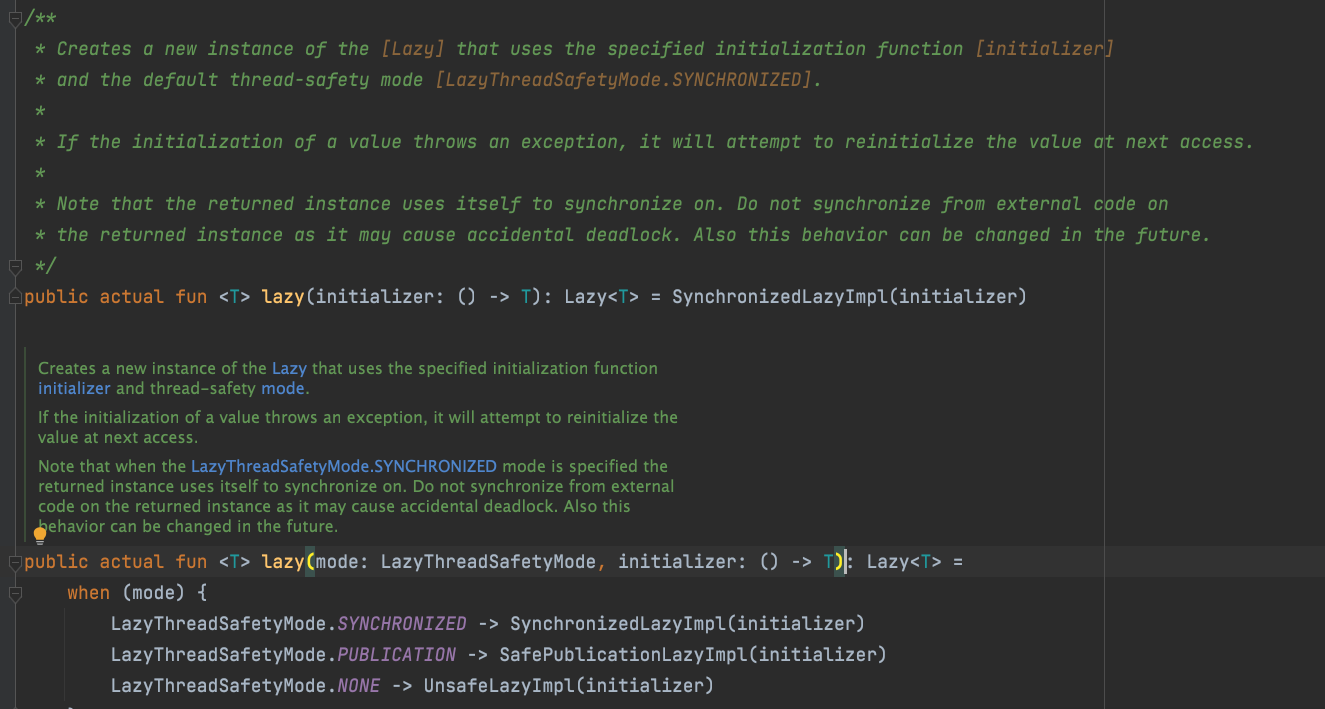 /**
 * Creates a new instance of the [Lazy] that uses the specified initialization function [initializer]
 * and the default thread-safety mode [LazyThreadSafetyMode.SYNCHRONIZED].
 *
 * If the initialization of a value throws an exception, it will attempt to reinitialize the value at next access.
 *
 * Note that the returned instance uses itself to synchronize on. Do not synchronize from external code on
 * the returned instance as it may cause accidental deadlock. Also this behavior can be changed in the future.
 */
public actual fun <T> lazy(initializer: () -> T): Lazy<T> = SynchronizedLazyImpl(initializer)
Creates a new instance of the Lazy that uses the specified initialization function
initializer and thread-safety mode.
If the initialization of a value throws an exception, it will attempt to reinitialize the
value at next access.
Note that when the LazyThreadSafetyMode.SYNCHRONIZED mode is specified the
returned instance uses itself to synchronize on. Do not synchronize from external
code on the returned instance as it may cause accidental deadlock. Also this
behavior can be changed in the future.
public actual fun <T> lazy(mode: LazyThreadSafetyMode, initializer: () -> T): Lazy<T> =
    when (mode) {
        LazyThreadSafetyMode.SYNCHRONIZED -> SynchronizedLazyImpl(initializer)
        LazyThreadSafetyMode.PUBLICATION -> SafePublicationLazyImpl(initializer)
        LazyThreadSafetyMode.NONE -> UnsafeLazyImpl(initializer)